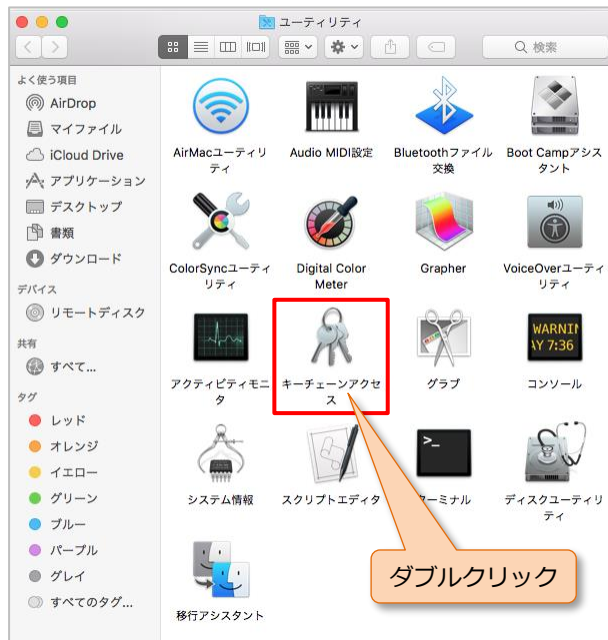 ユーティリティ
検索
よく使う項目
AirDrop
マイファイル
iCloud Drive
アプリケーション
デスクトップ
書類
ダウンロード
デバイス
リモートディスク
共有
すべて...
タグ
レッド
オレンジ
イエロー
グリーン
ブルー
パープル
グレイ
すべてのタグ...
AirMacユーティリ
ティ
Audio MIDI設定
Bluetoothファイル
交換
Boot Campアシス
タント
ColorSyncユーティ
リティ
Digital Color
Meter
Grapher
VoiceOverユーティ
リティ
WARNIN
AY 7:36
アクティビティモニ
タ
キーチェーンアクセ
ス
グラブ
コンソール
>_
システム情報
スクリプトエディタ
ターミナル
ディスクユーティリ
ティ
移行アシスタント
ダブルクリック